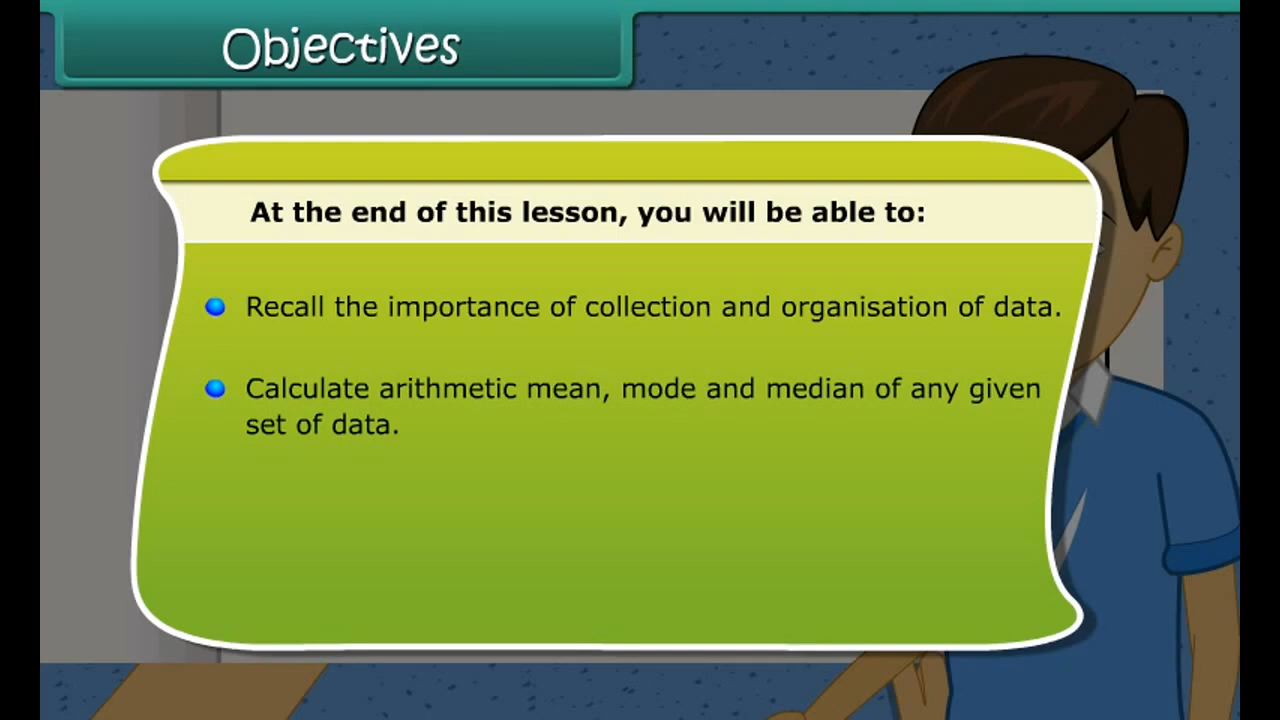 Objectives
At the end of this lesson, you will be able to:
Recall the importance of collection and organisation of data.
Calculate arithmetic mean, mode and median of any given
set of data.